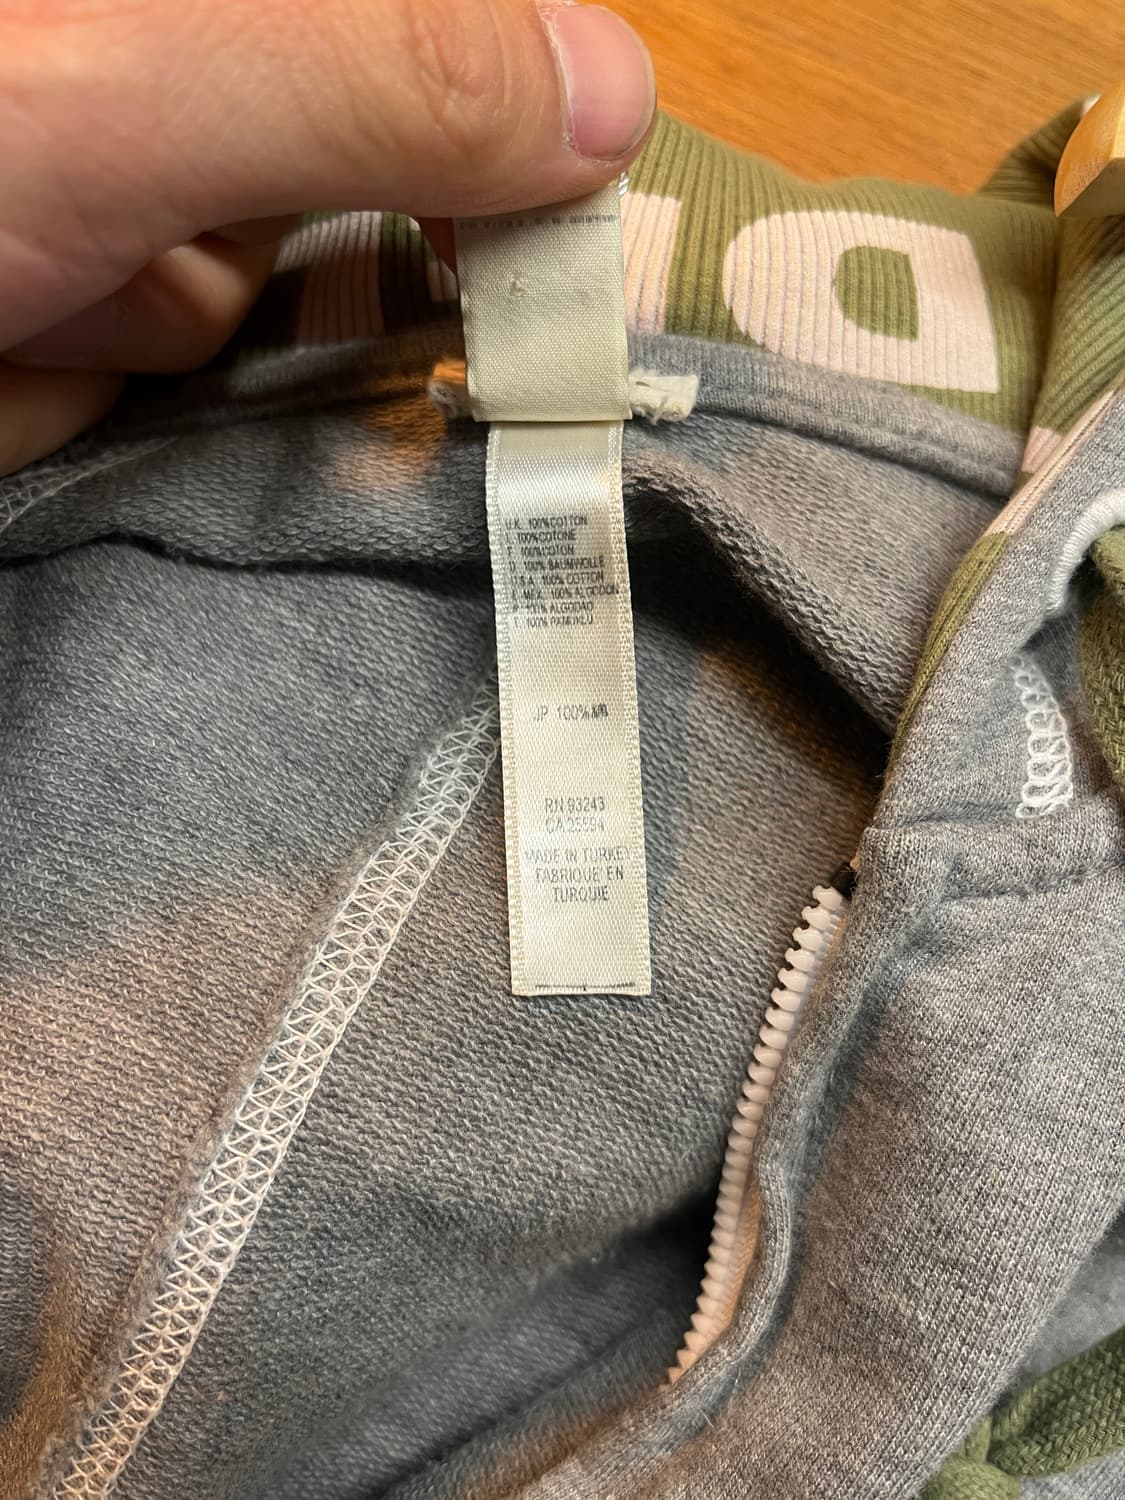 U.K. 100% COTTON
I. 100% COTONE
F. 100% COTON
D. 100% BAUMWOLLE
U.S.A. 100% COTTON
E. MEX. 100% ALGODON
P. 100% ALGODAO
T. 100% PAMUKLU
JP 100%
RN 93243
CA 25594
MADE IN TURKEY
FABRIQUE EN
TURQUIE